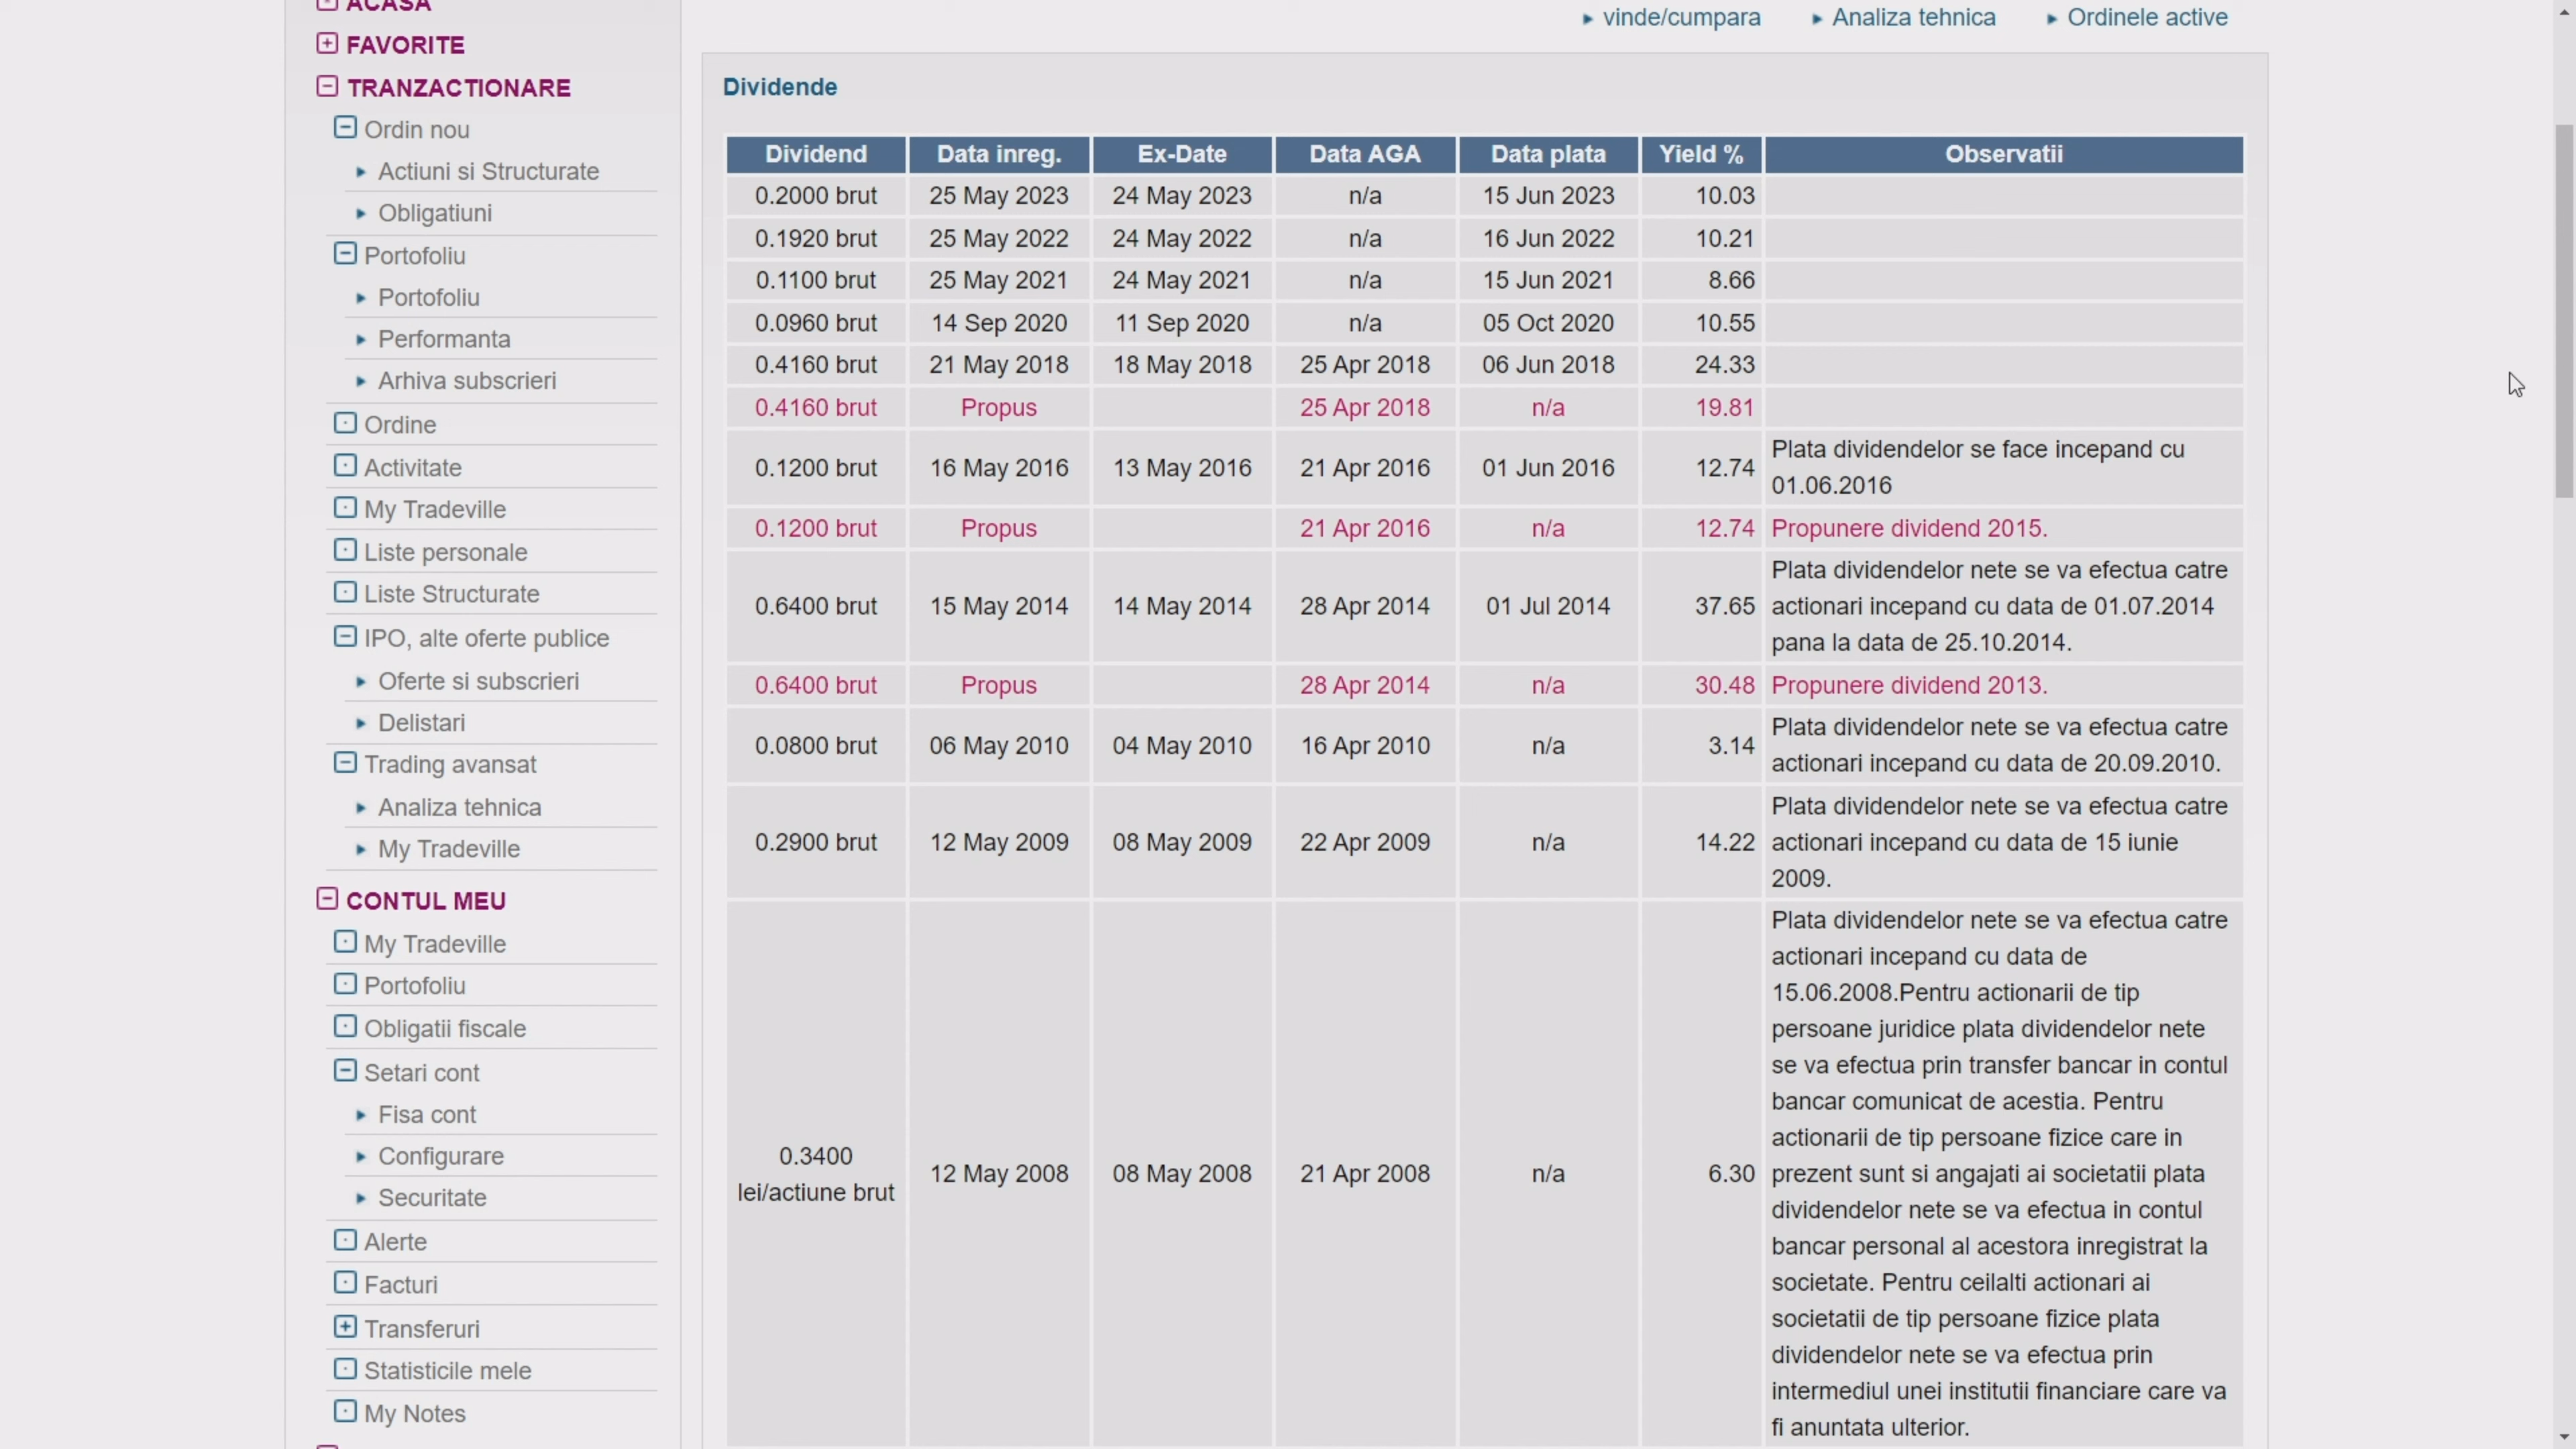 ACASA
FAVORITE
TRANZACTIONARE
Ordin nou
Actiuni si Structurate
Obligatiuni
Portofoliu
Portofoliu
Performanta
Arhiva subscrieri
Ordine
Activitate
My Tradeville
Liste personale
Liste Structurate
IPO, alte oferte publice
Oferte si subscrieri
Delistari
Trading avansat
Analiza tehnica
My Tradeville
CONTUL MEU
My Tradeville
Portofoliu
Obligatii fiscale
Setari cont
Fisa cont
Configurare
Securitate
Alerte
Facturi
Transferuri
Statisticile mele
My Notes
vinde/cumpara Analiza tehnica Ordinele active
Dividende
Dividend Data inreg. Ex-Date Data AGA Data plata Yield % Observatii
0.2000 brut 25 May 2023 24 May 2023 n/a 15 Jun 2023 10.03
0.1920 brut 25 May 2022 24 May 2022 n/a 16 Jun 2022 10.21
0.1100 brut 25 May 2021 24 May 2021 n/a 15 Jun 2021 8.66
0.0960 brut 14 Sep 2020 11 Sep 2020 n/a 05 Oct 2020 10.55
0.4160 brut 21 May 2018 18 May 2018 25 Apr 2018 06 Jun 2018 24.33
0.4160 brut Propus 25 Apr 2018 n/a 19.81
0.1200 brut 16 May 2016 13 May 2016 21 Apr 2016 01 Jun 2016 12.74 Plata dividendelor se face incepand cu
01.06.2016
0.1200 brut Propus 21 Apr 2016 n/a 12.74 Propunere dividend 2015.
Plata dividendelor nete se va efectua catre
0.6400 brut 15 May 2014 14 May 2014 28 Apr 2014 01 Jul 2014 37.65 actionari incepand cu data de 01.07.2014
pana la data de 25.10.2014.
0.6400 brut Propus 28 Apr 2014 n/a 30.48 Propunere dividend 2013.
0.0800 brut 06 May 2010 04 May 2010 16 Apr 2010 n/a 3.14 Plata dividendelor nete se va efectua catre
actionari incepand cu data de 20.09.2010.
Plata dividendelor nete se va efectua catre
0.2900 brut 12 May 2009 08 May 2009 22 Apr 2009 n/a 14.22 actionari incepand cu data de 15 iunie
2009.
0.3400
lei/actiune brut 12 May 2008 08 May 2008 21 Apr 2008 n/a 6.30
Plata dividendelor nete se va efectua catre
actionari incepand cu data de
15.06.2008.Pentru actionarii de tip
persoane juridice plata dividendelor nete
se va efectua prin transfer bancar in contul
bancar comunicat de acestia. Pentru
actionarii de tip persoane fizice care in
prezent sunt si angajati ai societatii plata
dividendelor nete se va efectua in contul
bancar personal al acestora inregistrat la
societate. Pentru ceilalti actionari ai
societatii de tip persoane fizice plata
dividendelor nete se va efectua prin
intermediul unei institutii financiare care va
fi anuntata ulterior.